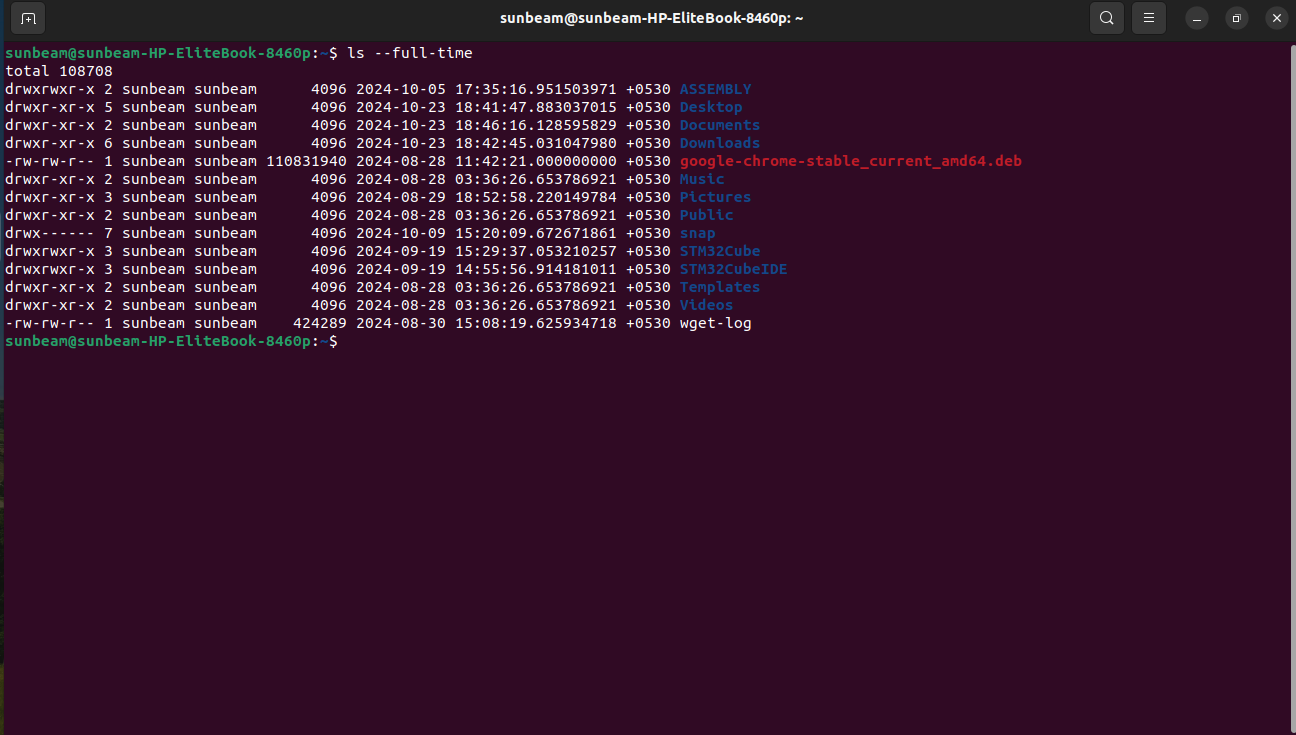 sunbeam@sunbeam-HP-EliteBook-8460p: ~
sunbeam@sunbeam-HP-EliteBook-8460p:~$ ls --full-time
total 108708
drwxrwxr-x 2 sunbeam sunbeam      4096 2024-10-05 17:35:16.951503971 +0530 ASSEMBLY
drwxr-xr-x 5 sunbeam sunbeam      4096 2024-10-23 18:41:47.883037015 +0530 Desktop
drwxr-xr-x 2 sunbeam sunbeam      4096 2024-10-23 18:46:16.128595829 +0530 Documents
drwxr-xr-x 6 sunbeam sunbeam      4096 2024-10-23 18:42:45.031047980 +0530 Downloads
-rw-rw-r-- 1 sunbeam sunbeam 110831940 2024-08-28 11:42:21.000000000 +0530 google-chrome-stable_current_amd64.deb
drwxr-xr-x 2 sunbeam sunbeam      4096 2024-08-28 03:36:26.653786921 +0530 Music
drwxr-xr-x 3 sunbeam sunbeam      4096 2024-08-29 18:52:58.220149784 +0530 Pictures
drwxr-xr-x 2 sunbeam sunbeam      4096 2024-08-28 03:36:26.653786921 +0530 Public
drwx------ 7 sunbeam sunbeam      4096 2024-10-09 15:20:09.672671861 +0530 snap
drwxrwxr-x 3 sunbeam sunbeam      4096 2024-09-19 15:29:37.053210257 +0530 STM32Cube
drwxrwxr-x 3 sunbeam sunbeam      4096 2024-09-19 14:55:56.914181011 +0530 STM32CubeIDE
drwxr-xr-x 2 sunbeam sunbeam      4096 2024-08-28 03:36:26.653786921 +0530 Templates
drwxr-xr-x 2 sunbeam sunbeam      4096 2024-08-28 03:36:26.653786921 +0530 Videos
-rw-rw-r-- 1 sunbeam sunbeam    424289 2024-08-30 15:08:19.625934718 +0530 wget-log
sunbeam@sunbeam-HP-EliteBook-8460p:~$